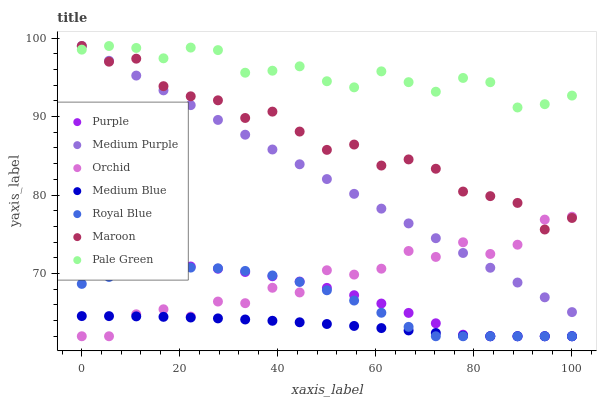 title
100
90
80
70
0
20
40
60
80
100
xaxis_label
yaxis_label
Purple
Medium Purple
Orchid
Medium Blue
Royal Blue
Maroon
Pale Green